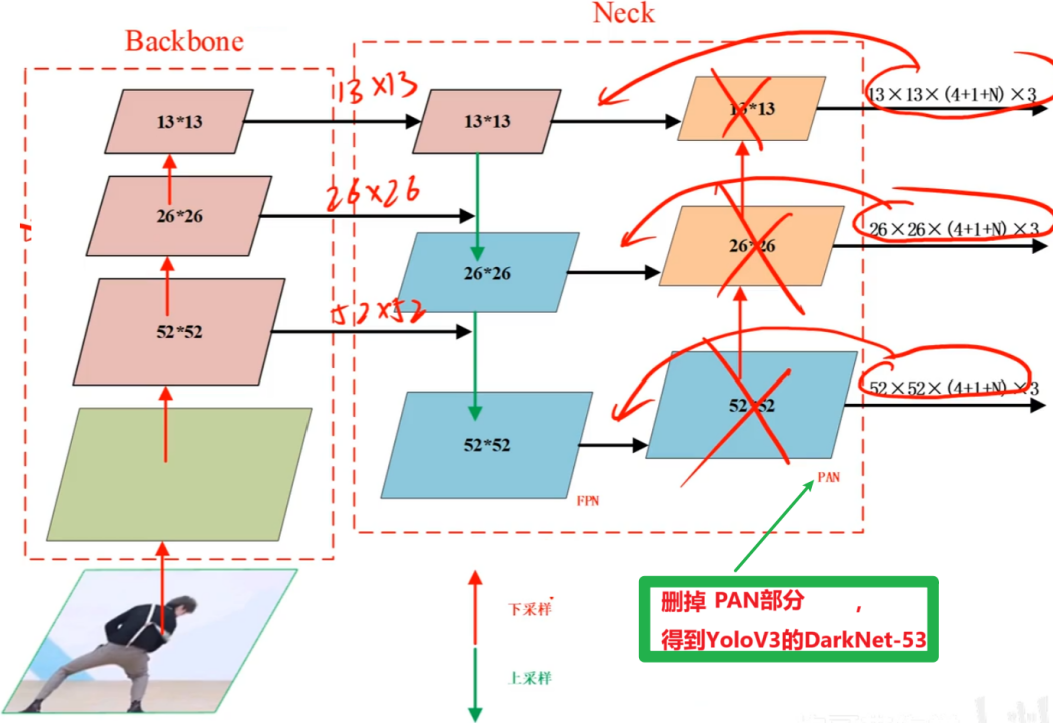 Backbone
Neck
13*13
13×13
13*13
13*13
13×13×(4+1+N)×3
26*26
26×26
26*26
26*26
26×26×(4+1+N)×3
52*52
52×52
52*52
52*52
52×52×(4+1+N)×3
FPN
PAN
下采样
上采样
删掉 PAN部分 ，
得到YoloV3的DarkNet-53